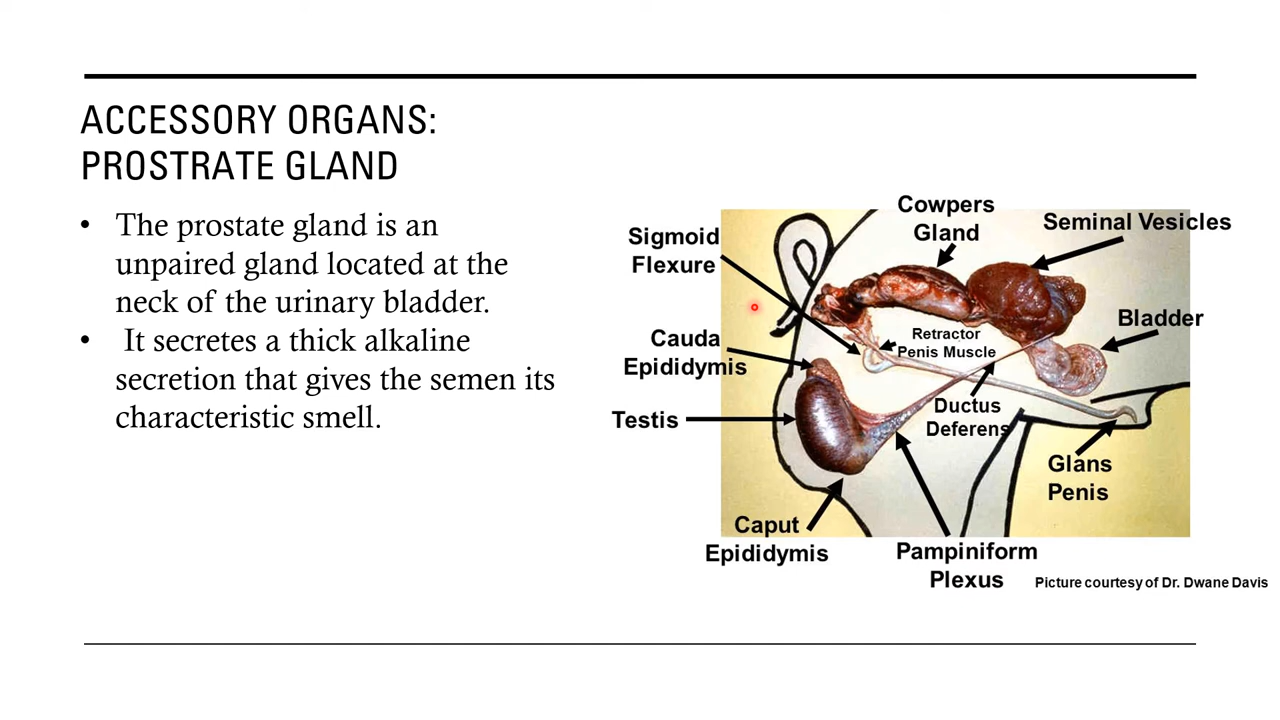 ACCESSORY ORGANS:
PROSTRATE GLAND
• The prostate gland is an
unpaired gland located at the
neck of the urinary bladder.
• It secretes a thick alkaline
secretion that gives the semen its
characteristic smell.
Cowpers
Gland
Seminal Vesicles
Sigmoid
Flexure
Bladder
Retractor
Penis Muscle
Cauda
Epididymis
Ductus
Deferens
Testis
Glans
Penis
Caput
Epididymis
Pampiniform
Plexus
Picture courtesy of Dr. Dwane Davis